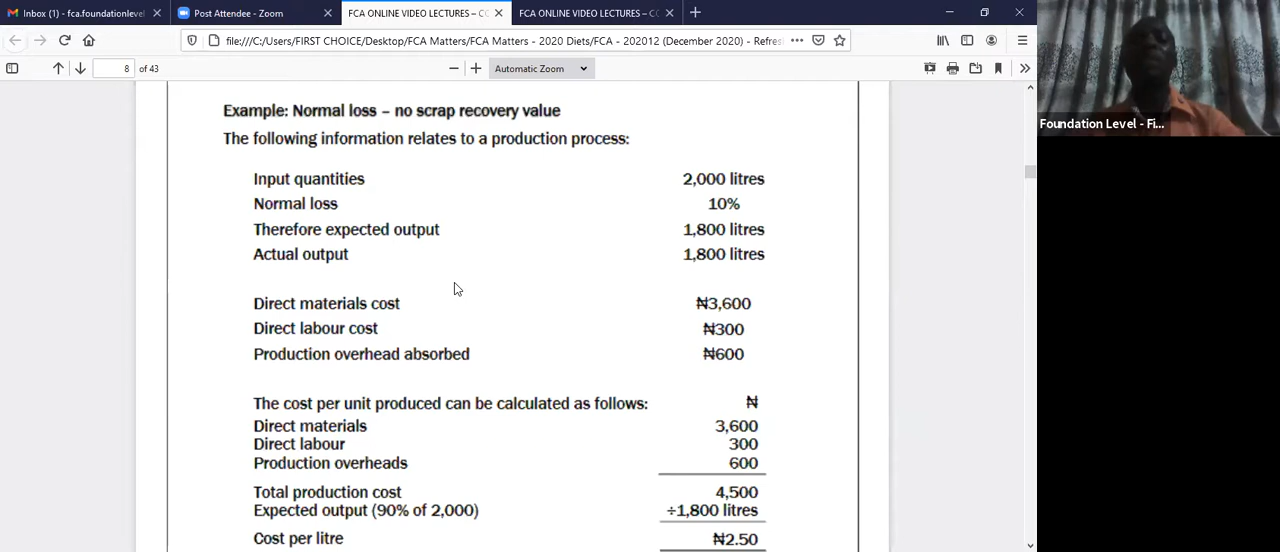 Inbox (1) - fca.foundationlevel
Post Attendee - Zoom
FCA ONLINE VIDEO LECTURES – CO
FCA ONLINE VIDEO LECTURES – CO
file:///C:/Users/FIRST CHOICE/Desktop/FCA Matters/FCA Matters - 2020 Diets/FCA - 202012 (December 2020) - Refres
8 of 43
Automatic Zoom
Example: Normal loss – no scrap recovery value
The following information relates to a production process:
Input quantities 2,000 litres
Normal loss 10%
Therefore expected output 1,800 litres
Actual output 1,800 litres
Direct materials cost ₦3,600
Direct labour cost ₦300
Production overhead absorbed ₦600
The cost per unit produced can be calculated as follows: ₦
Direct materials 3,600
Direct labour 300
Production overheads 600
Total production cost 4,500
Expected output (90% of 2,000) ÷1,800 litres
Cost per litre ₦2.50
Foundation Level - Fi...